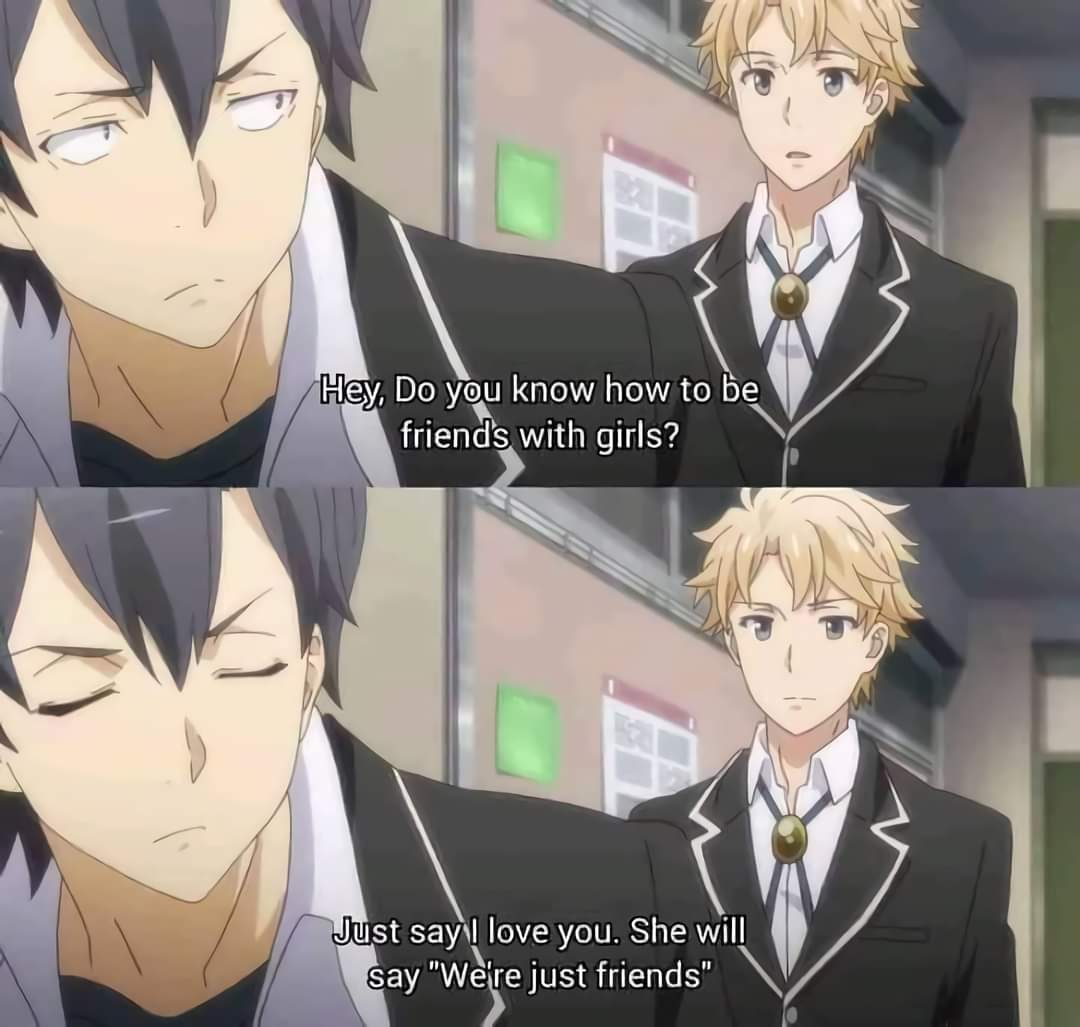 Hey, Do you know how to be
friends with girls?
Just say I love you. She will
say "We're just friends"